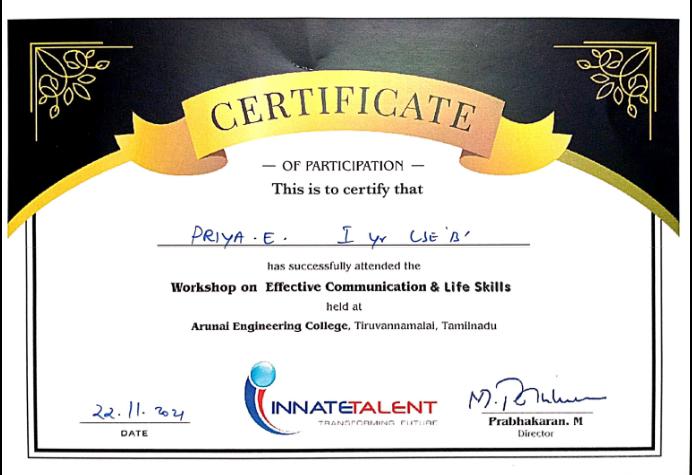 CERTIFICATE
— OF PARTICIPATION —
This is to certify that
PRIYA.E. I yr CSE 'B'
has successfully attended the
Workshop on Effective Communication & Life Skills
held at
Arunai Engineering College, Tiruvannamalai, Tamilnadu
INNATETALENT
TRANSFORMING FUTURE
22.11.2021
DATE
Prabhakaran. M
Director